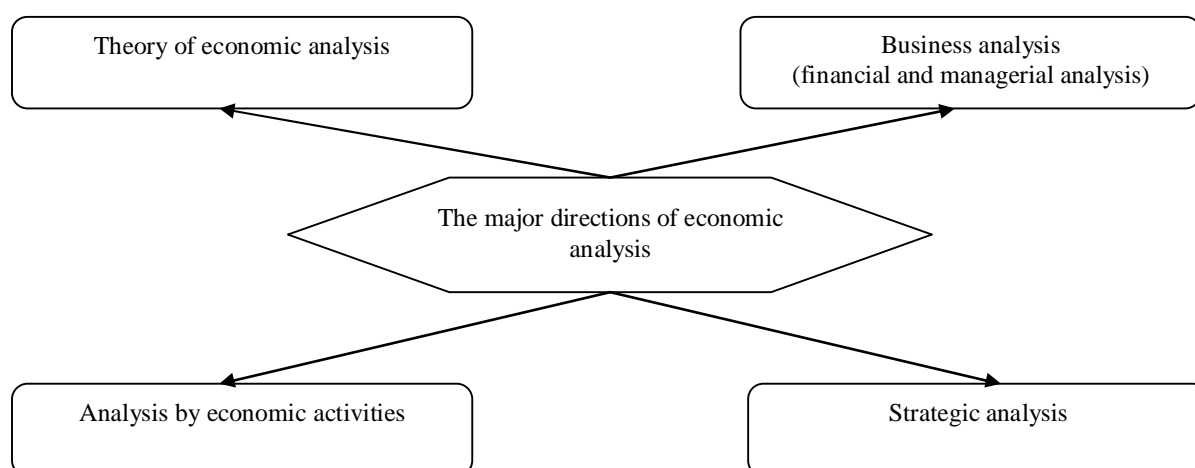 Theory of economic analysis
Business analysis
(financial and managerial analysis)
The major directions of economic
analysis
Analysis by economic activities
Strategic analysis